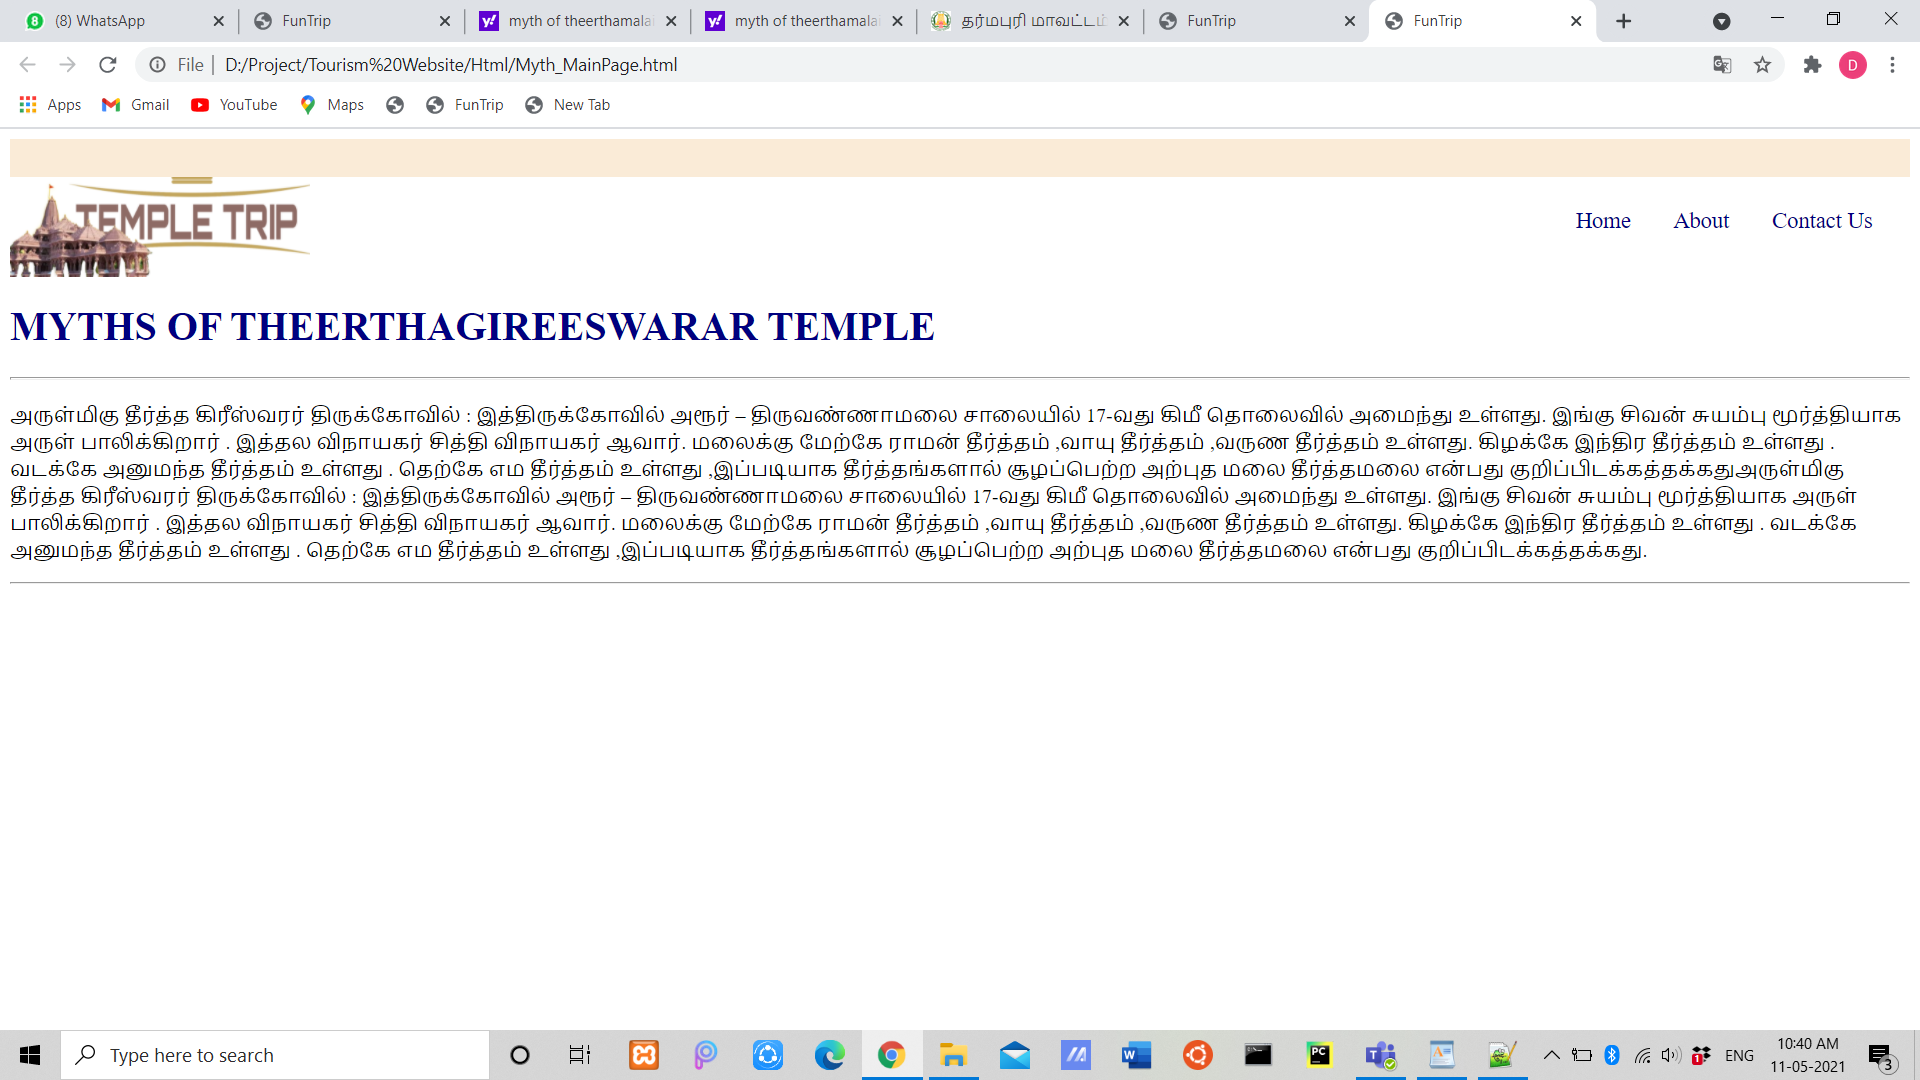 (8) WhatsApp
FunTrip
myth of theerthamalai
myth of theerthamalai
தர்மபுரி மாவட்டம்
FunTrip
FunTrip
File | D:/Project/Tourism%20Website/Html/Myth_MainPage.html
D
Apps Gmail YouTube Maps FunTrip New Tab
TEMPLE TRIP
Home About Contact Us
MYTHS OF THEERTHAGIREESWARAR TEMPLE
அருள்மிகு தீர்த்த கிரீஸ்வரர் திருக்கோவில் : இத்திருக்கோவில் அரூர் – திருவண்ணாமலை சாலையில் 17-வது கிமீ தொலைவில் அமைந்து உள்ளது. இங்கு சிவன் சுயம்பு மூர்த்தியாக
அருள் பாலிக்கிறார் . இத்தல விநாயகர் சித்தி விநாயகர் ஆவார். மலைக்கு மேற்கே ராமன் தீர்த்தம் ,வாயு தீர்த்தம் ,வருண தீர்த்தம் உள்ளது. கிழக்கே இந்திர தீர்த்தம் உள்ளது .
வடக்கே அனுமந்த தீர்த்தம் உள்ளது . தெற்கே எம தீர்த்தம் உள்ளது ,இப்படியாக தீர்த்தங்களால் சூழப்பெற்ற அற்புத மலை தீர்த்தமலை என்பது குறிப்பிடக்கத்தக்கதுஅருள்மிகு
தீர்த்த கிரீஸ்வரர் திருக்கோவில் : இத்திருக்கோவில் அரூர் – திருவண்ணாமலை சாலையில் 17-வது கிமீ தொலைவில் அமைந்து உள்ளது. இங்கு சிவன் சுயம்பு மூர்த்தியாக அருள்
பாலிக்கிறார் . இத்தல விநாயகர் சித்தி விநாயகர் ஆவார். மலைக்கு மேற்கே ராமன் தீர்த்தம் ,வாயு தீர்த்தம் ,வருண தீர்த்தம் உள்ளது. கிழக்கே இந்திர தீர்த்தம் உள்ளது . வடக்கே
அனுமந்த தீர்த்தம் உள்ளது . தெற்கே எம தீர்த்தம் உள்ளது ,இப்படியாக தீர்த்தங்களால் சூழப்பெற்ற அற்புத மலை தீர்த்தமலை என்பது குறிப்பிடக்கத்தக்கது.
Type here to search
ENG
10:40 AM
11-05-2021
3